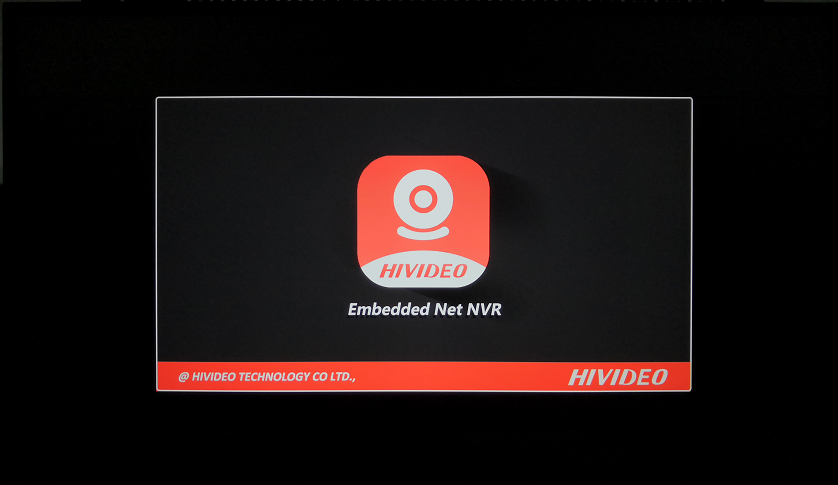 HIVIDEO
Embedded Net NVR
@ HIVIDEO TECHNOLOGY CO LTD.,
HIVIDEO